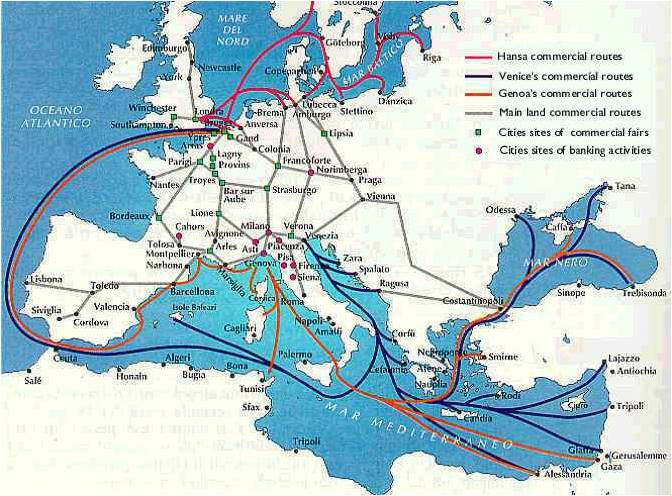 Stoccolma
MARE
DEL
NORD
Edimburgo
Newcastle
York
Göteborg
Visby
Riga
MAR BALTICO
Copenaghen
Danzica
Stettino
Lubecca
Amburgo
Brema
Winchester
Southampton
Londra
Bruges
Anversa
Ypres
Gand
Arras
Colonia
Lipsia
OCEANO
ATLANTICO
Hansa commercial routes
Venice's commercial routes
Genoa's commercial routes
Main land commercial routes
Cities sites of commercial fairs
Cities sites of banking activities
Parigi
Lagny
Provins
Troyes
Bar sur
Aube
Nantes
Francoforte
Norimberga
Praga
Strasburgo
Vienna
Bordeaux
Lione
Cahors
Tolosa
Montpellier
Narbona
Avignone
Arles
Marsiglia
Milano
Asti
Piacenza
Genova
Verona
Venezia
Pisa
Firenze
Siena
Roma
Corsica
Zara
Spalato
Ragusa
Napoli
Amalfi
Lisbona
Toledo
Siviglia
Cordova
Valencia
Barcellona
Isole Baleari
Cagliari
Palermo
Odessa
Tana
Caffa
MAR NERO
Sinope
Trebisonda
Costantinopoli
Corfù
Cefalonia
Negroponte
Atene
Nauplia
Smirne
Candia
Rodi
Cipro
Lajazzo
Antiochia
Tripoli
Giaffa
Gerusalemme
Gaza
Alessandria
MAR MEDITERRANEO
Salé
Ceuta
Honain
Algeri
Bugia
Bona
Tunisi
Sfax
Tripoli